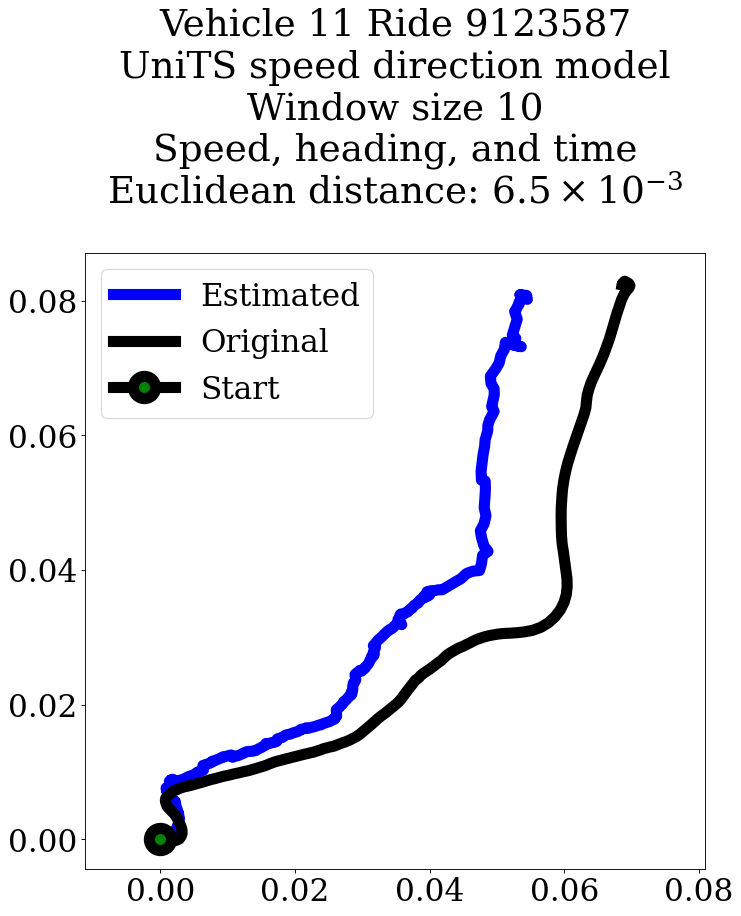 Vehicle 11 Ride 9123587
UniTS speed direction model
Window size 10
Speed, heading, and time
Euclidean distance: $6.5 \times 10^{-3}$
Estimated
Original
Start
0.08
0.06
0.04
0.02
0.00
0.00 0.02 0.04 0.06 0.08